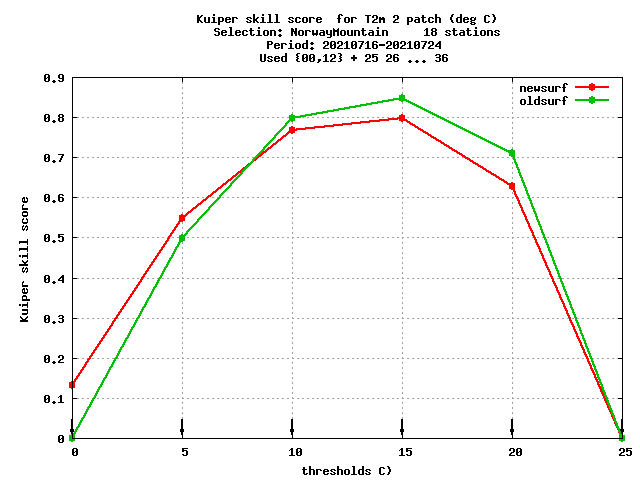 Kuiper skill score  for T2m 2 patch (deg C)
Selection: NorwayMountain     18 stations
Period: 20210716-20210724
Used {00,12} + 25 26 ... 36
newsurf
oldsurf
Kuiper skill score
0.9
0.8
0.7
0.6
0.5
0.4
0.3
0.2
0.1
0
0 5 10 15 20 25
thresholds C)